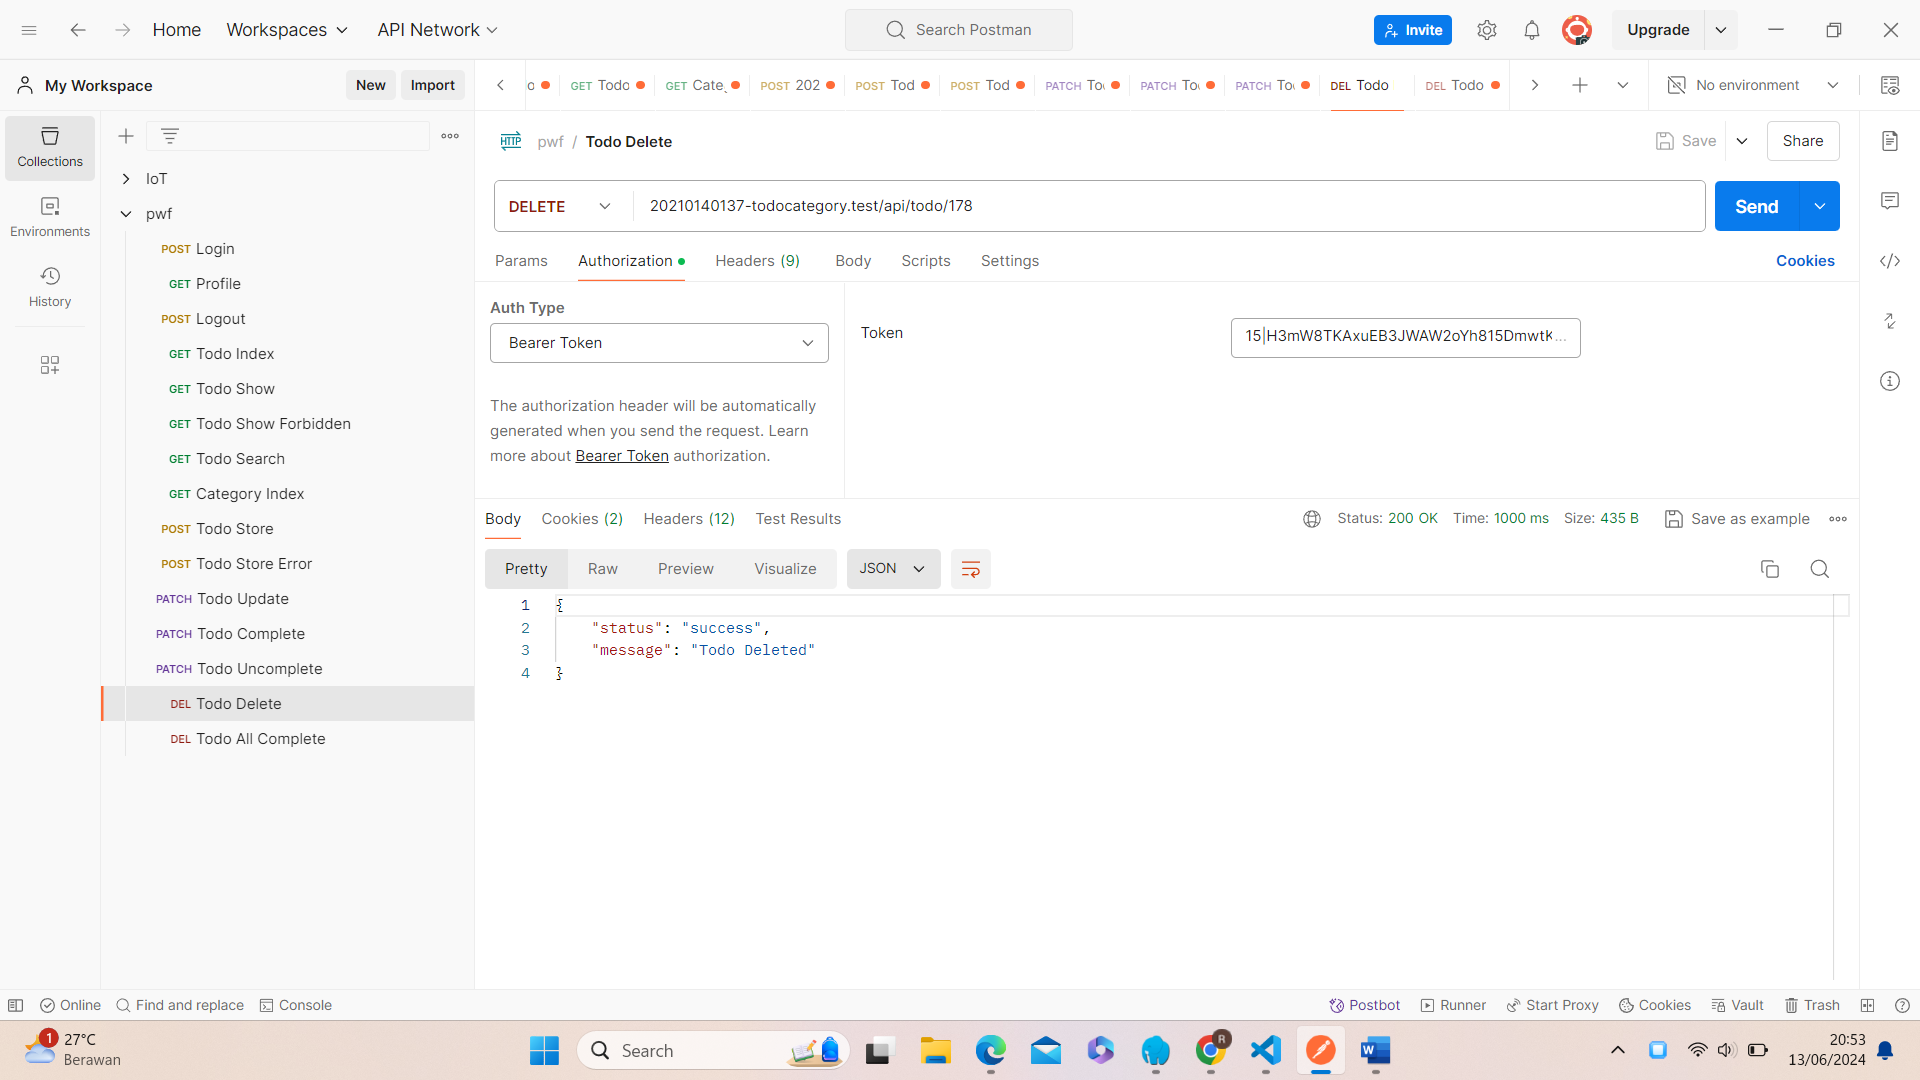 Home
Workspaces
API Network
Search Postman
Invite
Upgrade
My Workspace
New
Import
GET Todo
GET Cate
POST 202
POST Tod
POST Tod
PATCH To
PATCH To
PATCH To
DEL Todo
DEL Todo
No environment
Collections
Environments
History
IoT
pwf
POST Login
GET Profile
POST Logout
GET Todo Index
GET Todo Show
GET Todo Show Forbidden
GET Todo Search
GET Category Index
POST Todo Store
POST Todo Store Error
PATCH Todo Update
PATCH Todo Complete
PATCH Todo Uncomplete
DEL Todo Delete
DEL Todo All Complete
HTTP pwf / Todo Delete
Save
Share
DELETE
20210140137-todocategory.test/api/todo/178
Send
Params
Authorization
Headers (9)
Body
Scripts
Settings
Cookies
Auth Type
Bearer Token
The authorization header will be automatically
generated when you send the request. Learn
more about Bearer Token authorization.
Token
15|H3mW8TKAxuEB3JWAW2oYh815DmwtK...
Body
Cookies (2)
Headers (12)
Test Results
Status: 200 OK
Time: 1000 ms
Size: 435 B
Save as example
Pretty
Raw
Preview
Visualize
JSON
1 {
2 "status": "success",
3 "message": "Todo Deleted"
4 }
Online
Find and replace
Console
Postbot
Runner
Start Proxy
Cookies
Vault
Trash
1
27°C
Berawan
Search
R
W
20:53
13/06/2024